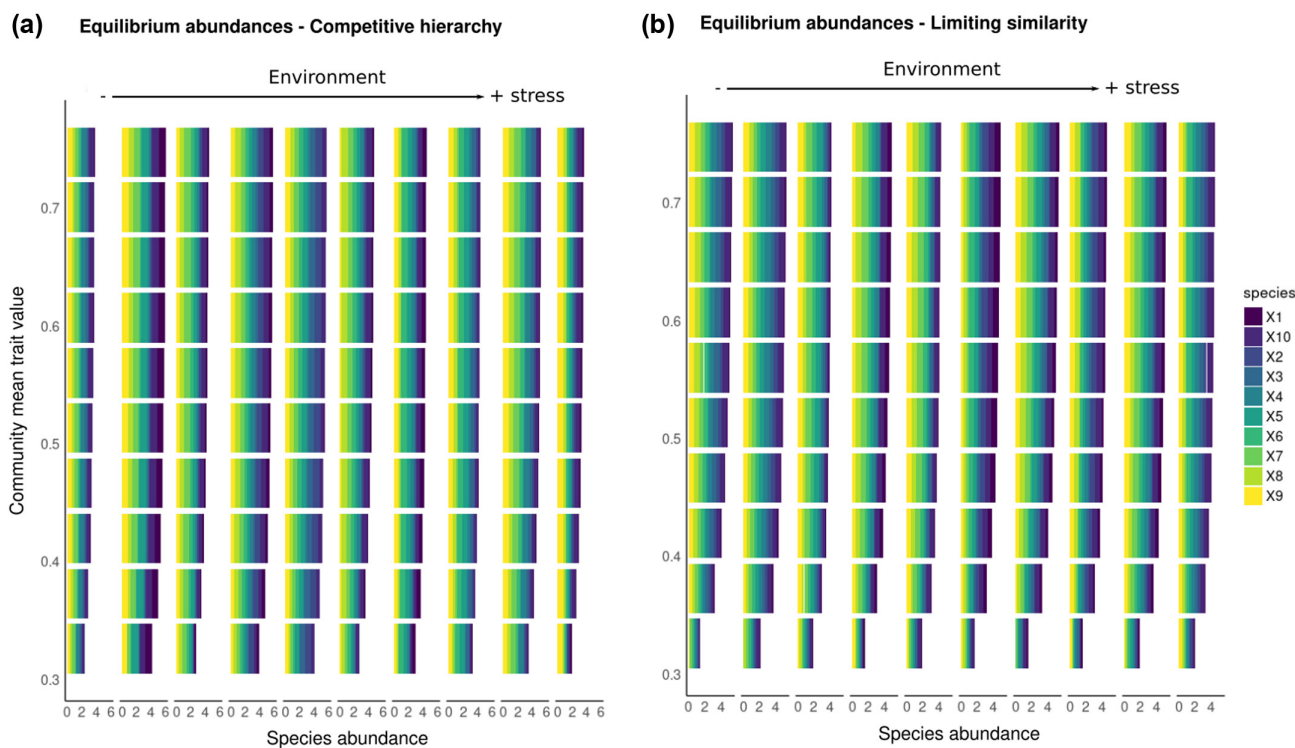 (a) Equilibrium abundances - Competitive hierarchy
Environment
- + stress
Community mean trait value
0.7
0.6
0.5
0.4
0.3
0 2 4 6 0 2 4 6 0 2 4 6 0 2 4 6 0 2 4 6 0 2 4 6 0 2 4 6 0 2 4 6 0 2 4 6 0 2 4 6
Species abundance
(b) Equilibrium abundances - Limiting similarity
Environment
- + stress
0.7
0.6
0.5
0.4
0.3
0 2 4 0 2 4 0 2 4 0 2 4 0 2 4 0 2 4 0 2 4 0 2 4 0 2 4 0 2 4
Species abundance
species
X1
X10
X2
X3
X4
X5
X6
X7
X8
X9